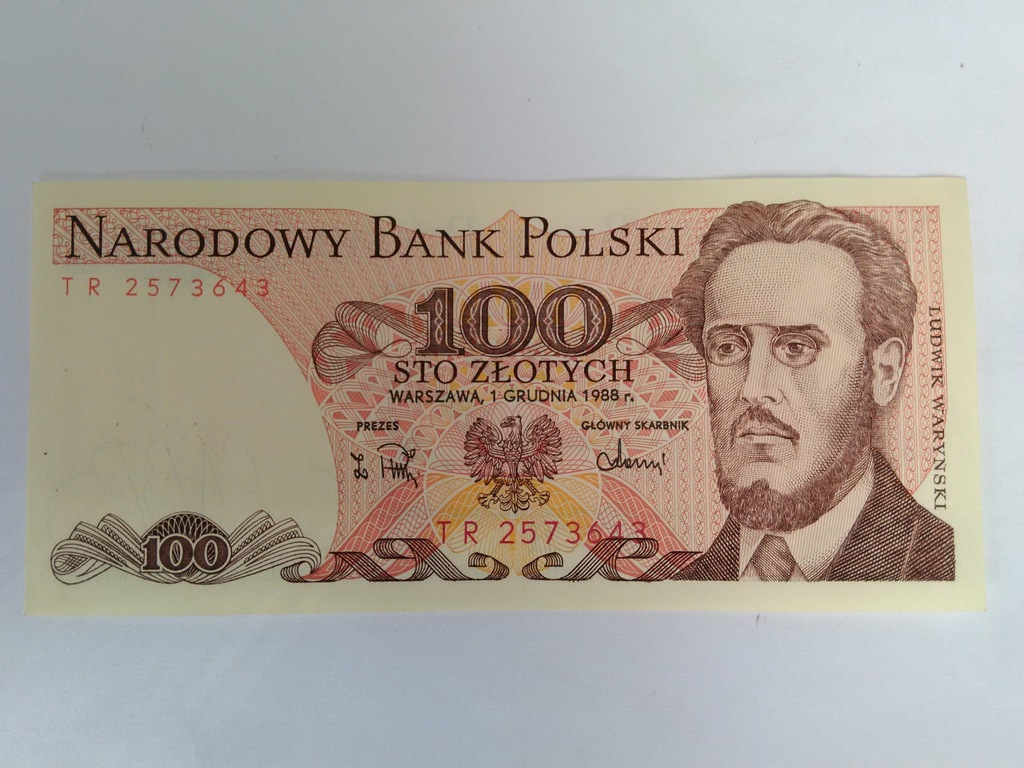 NARODOWY BANK POLSKI
TR 2573643
100
STO ZŁOTYCH
WARSZAWA, 1 GRUDNIA 1988 r.
PREZES
GŁÓWNY SKARBNIK
TR 2573643
100
LUDWIK WARYŃSKI